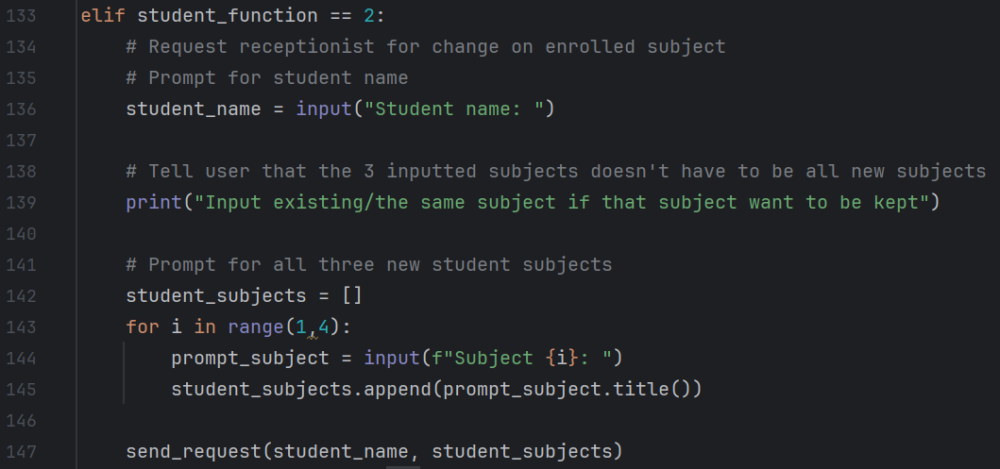 133 elif student_function == 2:
134 # Request receptionist for change on enrolled subject
135 # Prompt for student name
136 student_name = input("Student name: ")
137
138 # Tell user that the 3 inputted subjects doesn't have to be all new subjects
139 print("Input existing/the same subject if that subject want to be kept")
140
141 # Prompt for all three new student subjects
142 student_subjects = []
143 for i in range(1,4):
144 prompt_subject = input(f"Subject {i}: ")
145 student_subjects.append(prompt_subject.title())
146
147 send_request(student_name, student_subjects)